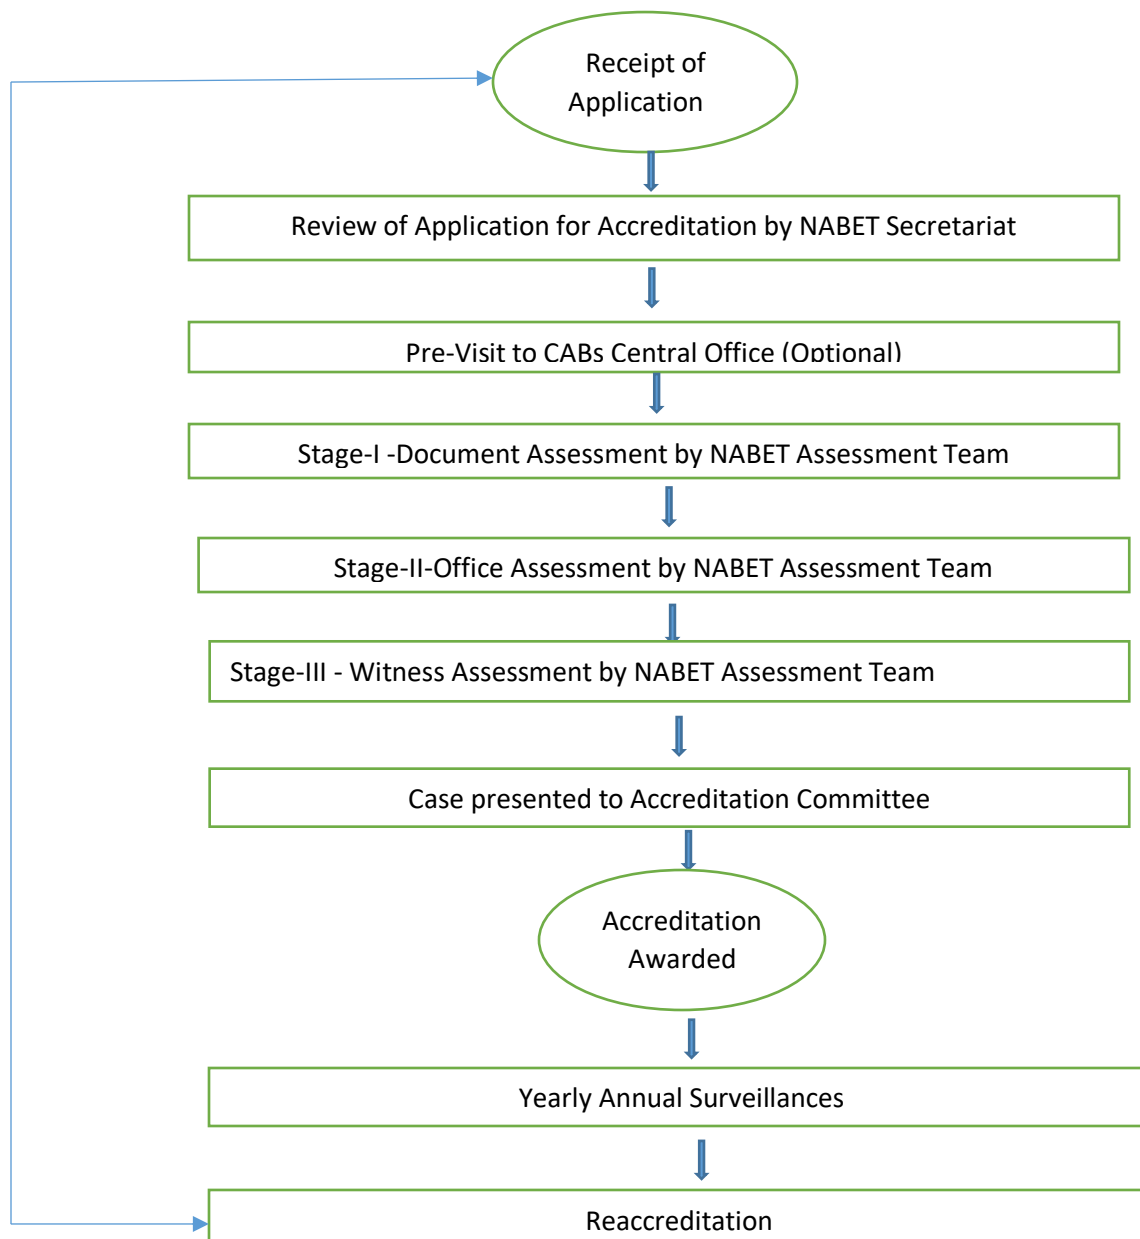 Receipt of
Application
Review of Application for Accreditation by NABET Secretariat
Pre-Visit to CABs Central Office (Optional)
Stage-I -Document Assessment by NABET Assessment Team
Stage-II-Office Assessment by NABET Assessment Team
Stage-III - Witness Assessment by NABET Assessment Team
Case presented to Accreditation Committee
Accreditation
Awarded
Yearly Annual Surveillances
Reaccreditation